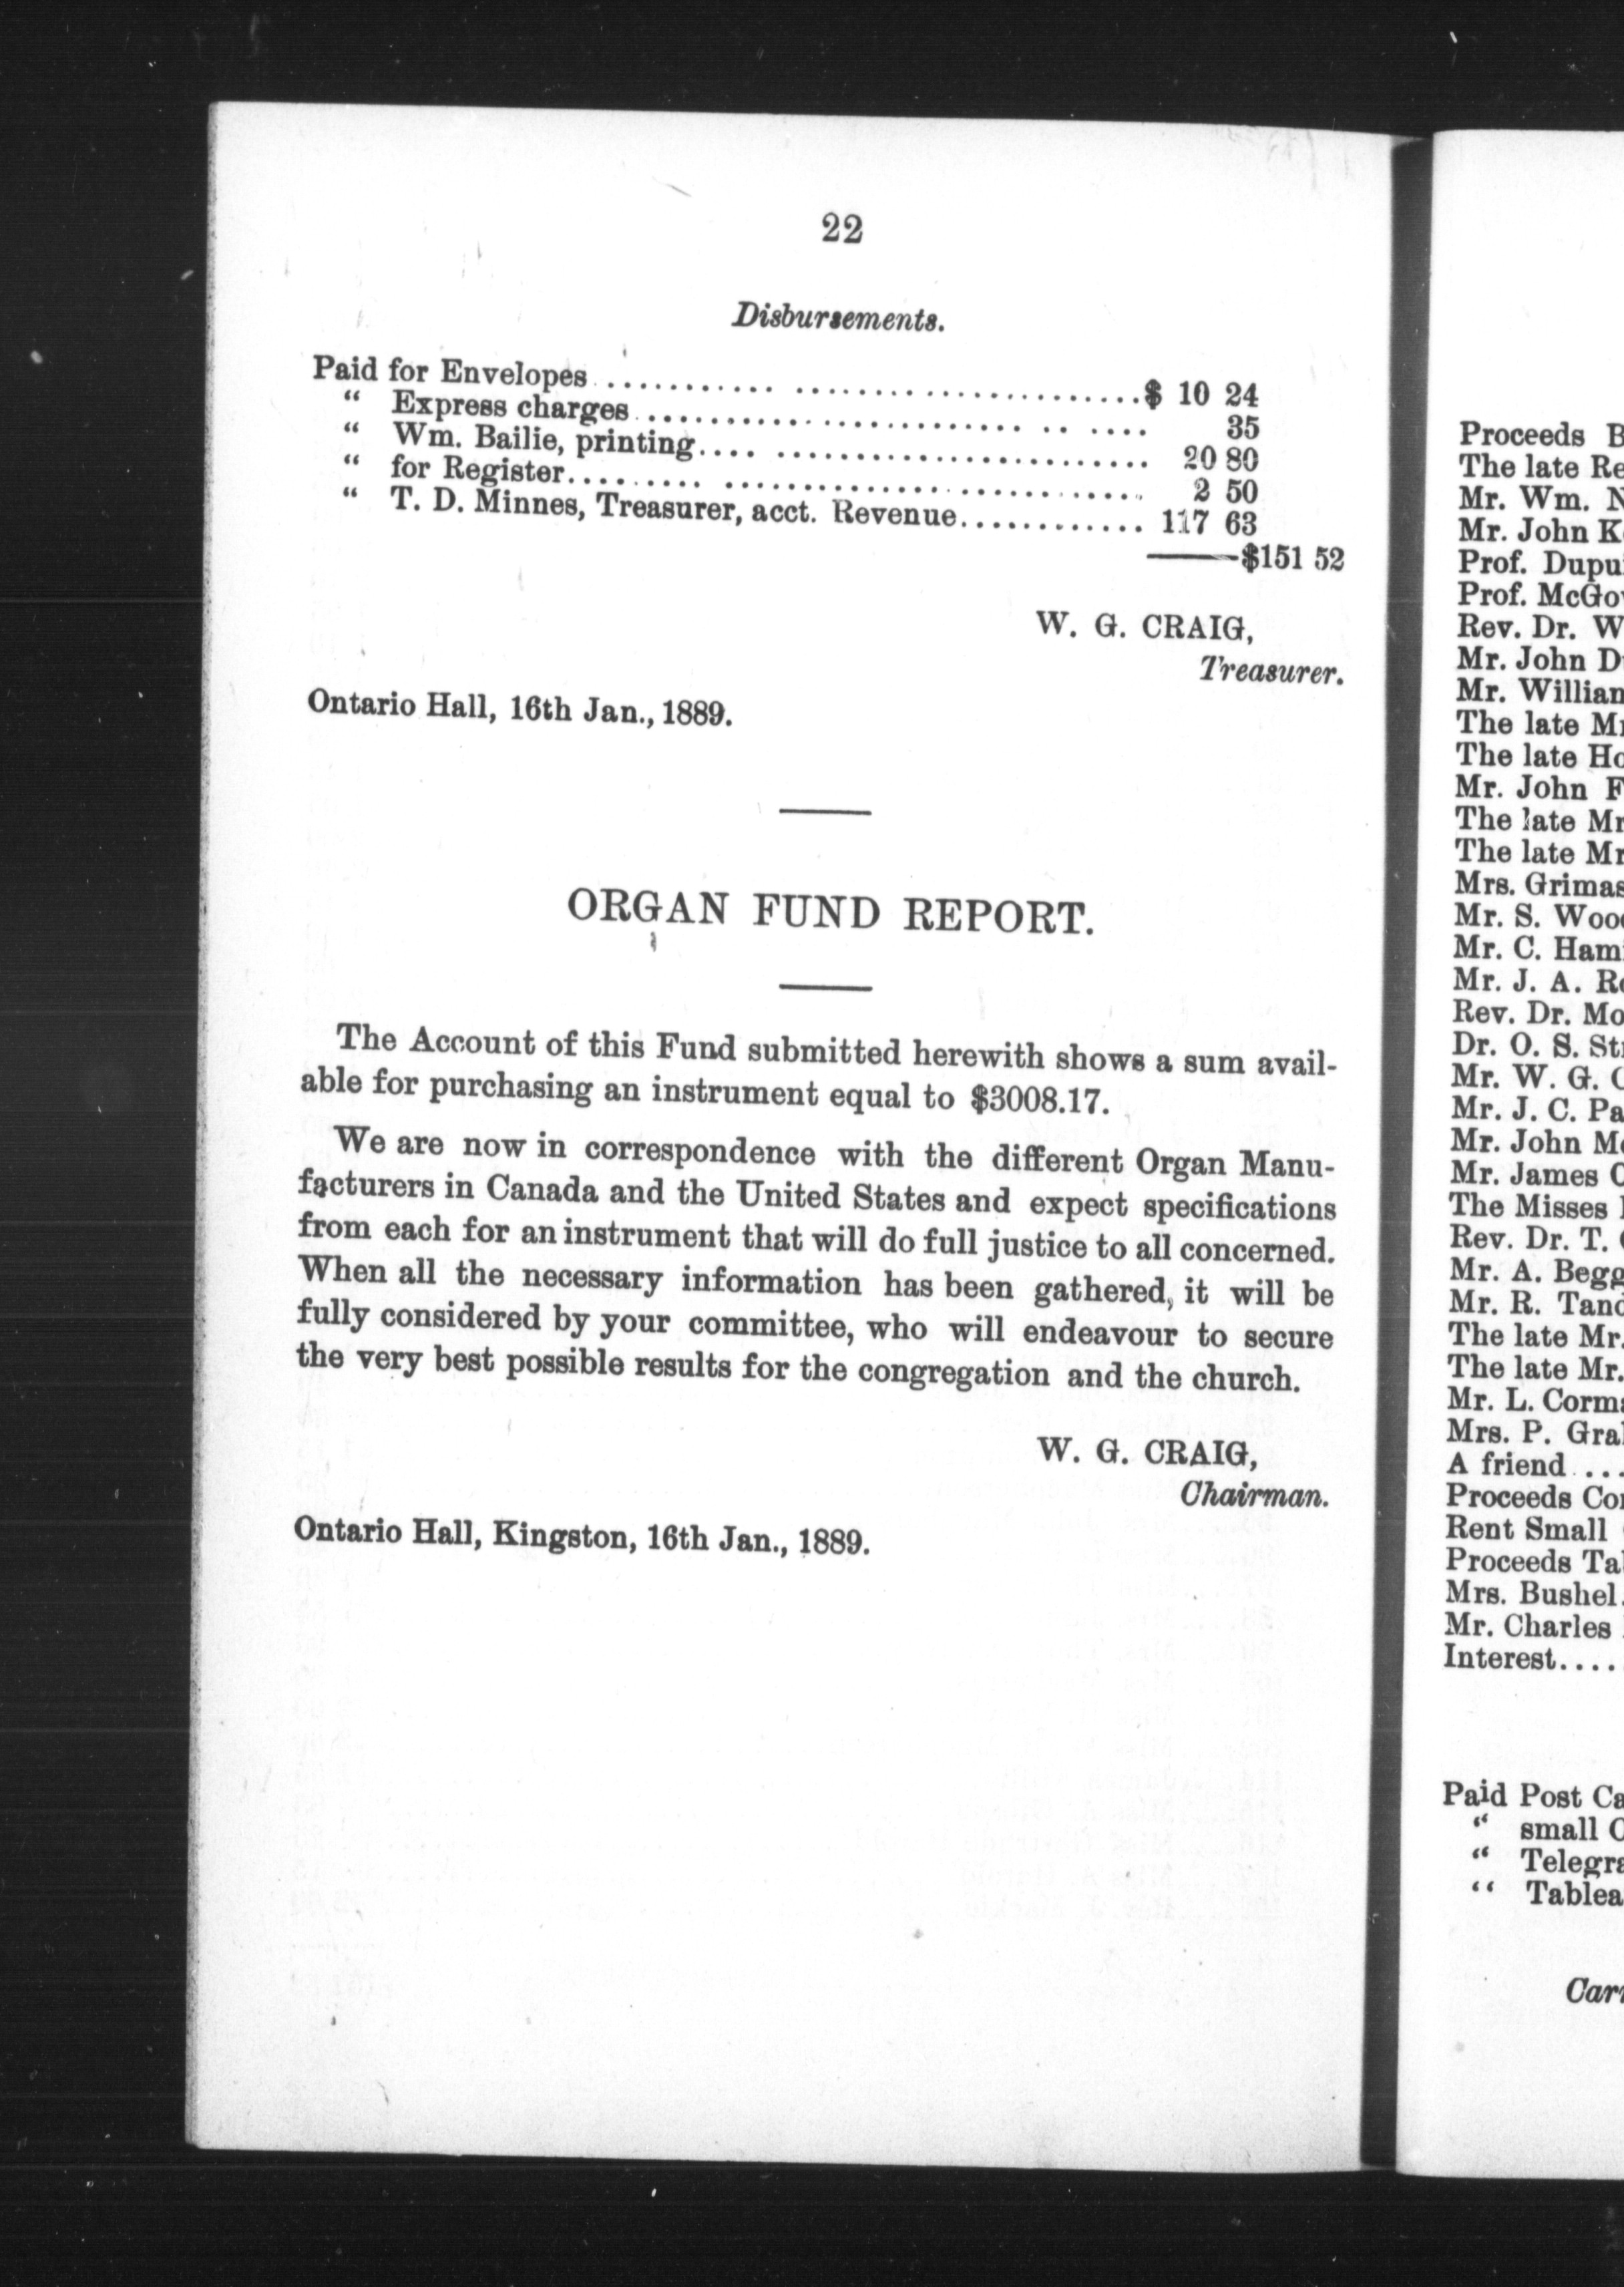 22
Disbursements.
Paid for Envelopes ........... ........................$ 10 24
“ Express charges ........................... .. .... 35
“ Wm. Bailie, printing.... ......................... 20 80
“ for Register.......... ............................ 2 50
“ T. D. Minnes, Treasurer, acct. Revenue............ 117 63
———$151 52
W. G. CRAIG,
Treasurer.
Ontario Hall, 16th Jan., 1889.
ORGAN FUND REPORT.
The Account of this Fund submitted herewith shows a sum avail-
able for purchasing an instrument equal to $3008.17.
We are now in correspondence with the different Organ Manu-
facturers in Canada and the United States and expect specifications
from each for an instrument that will do full justice to all concerned.
When all the necessary information has been gathered, it will be
fully considered by your committee, who will endeavour to secure
the very best possible results for the congregation and the church.
W. G. CRAIG,
Chairman.
Ontario Hall, Kingston, 16th Jan., 1889.
Proceeds
The late
Mr. Wm.
Mr. John
Prof.
Prof.
Rev. Dr.
Mr. John
Mr.
The late
The late
Mr. John
The late
The late
Mrs.
Mr. S.
Mr. C.
Mr. J. A.
Rev. Dr.
Dr. O. S.
Mr. W. G.
Mr. J. C.
Mr. John
Mr. James
The Misses
Rev. Dr. T.
Mr. A.
Mr. R.
The late Mr.
The late Mr.
Mr. L.
Mrs. P.
A friend ...
Proceeds
Rent Small
Proceeds
Mrs. Bushel.
Mr. Charles
Interest....
Paid Post
“ small
“
“